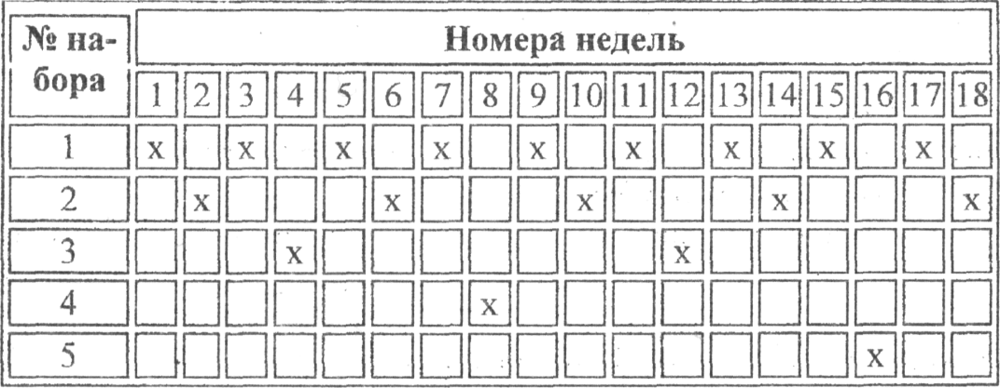 № на-
бора
Номера недель
1 2 3 4 5 6 7 8 9 10 11 12 13 14 15 16 17 18
1 x x x x x x x x x
2 x x x x x
3 x x
4 x
5 x